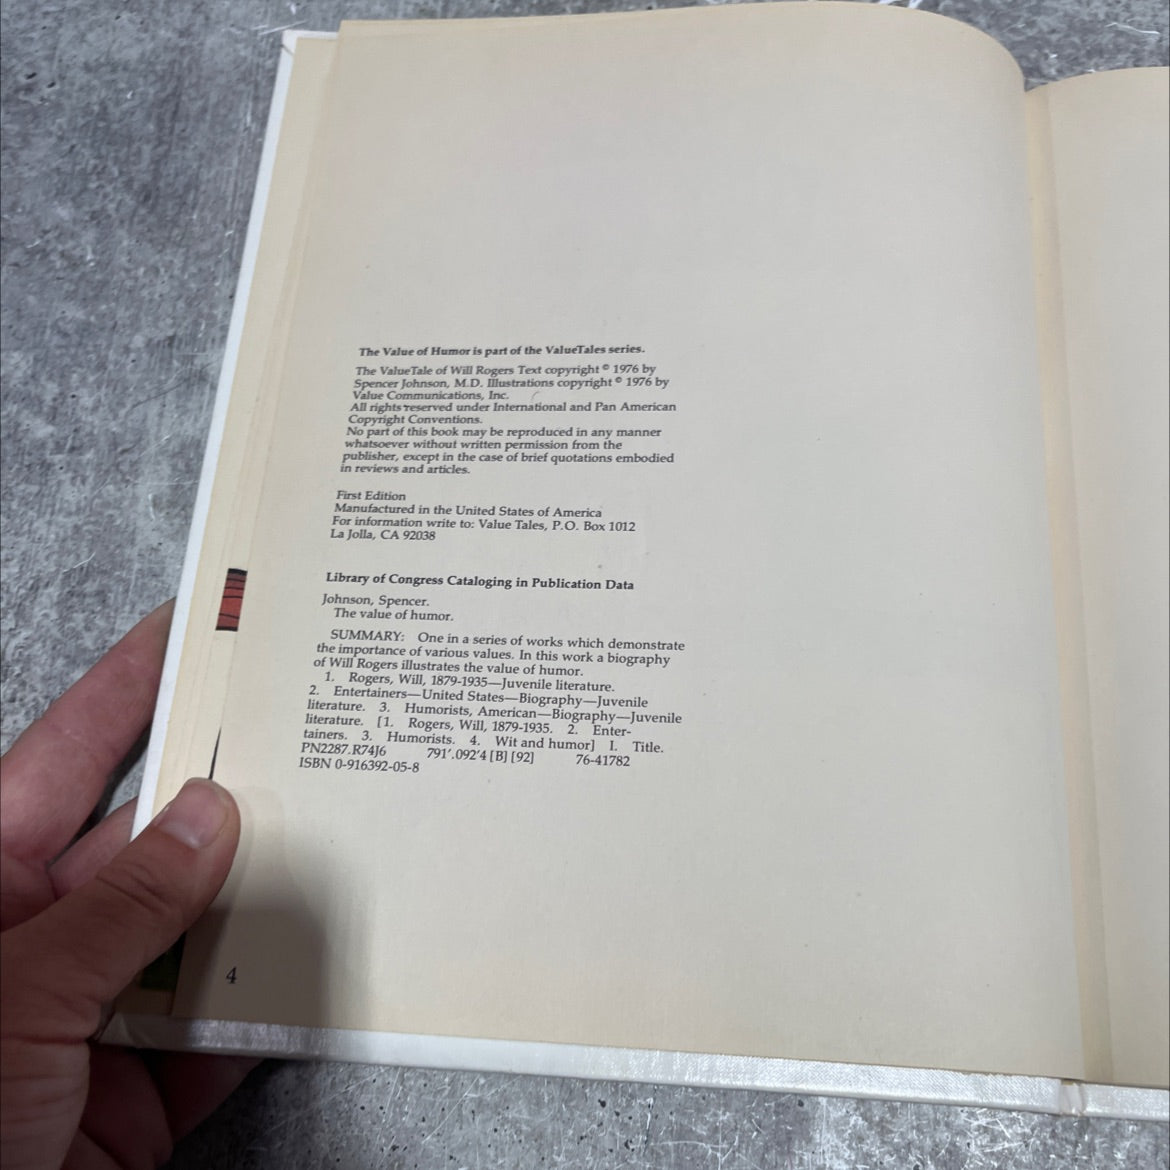 The Value of Humor is part of the ValueTales series.
The ValueTale of Will Rogers Text copyright © 1976 by
Spencer Johnson, M.D. Illustrations copyright © 1976 by
Value Communications, Inc.
All rights reserved under International and Pan American
Copyright Conventions.
No part of this book may be reproduced in any manner
whatsoever without written permission from the
publisher, except in the case of brief quotations embodied
in reviews and articles.
First Edition
Manufactured in the United States of America
For information write to: Value Tales, P.O. Box 1012
La Jolla, CA 92038
Library of Congress Cataloging in Publication Data
Johnson, Spencer.
The value of humor.
SUMMARY: One in a series of works which demonstrate
the importance of various values. In this work a biography
of Will Rogers illustrates the value of humor.
1. Rogers, Will, 1879-1935—Juvenile literature.
2. Entertainers—United States—Biography—Juvenile
literature. 3. Humorists, American—Biography—Juvenile
literature. [1. Rogers, Will, 1879-1935. 2. Enter-
tainers. 3. Humorists. 4. Wit and humor] I. Title.
PN2287.R74J6 791'.092'4 [B] [92] 76-41782
ISBN 0-916392-05-8
4